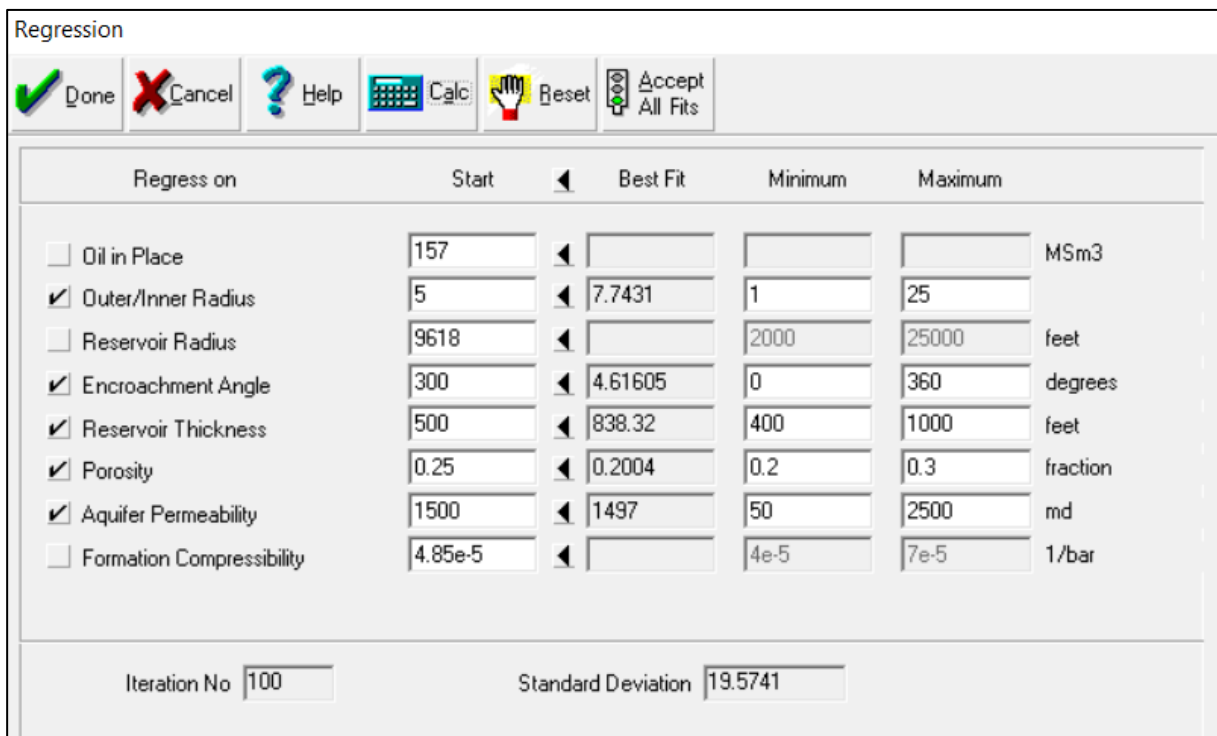 Regression
Done Cancel Help Calc Reset Accept All Fits
Regress on Start Best Fit Minimum Maximum
Oil in Place 157 MSm3
Outer/Inner Radius 5 7.7431 1 25
Reservoir Radius 9618 2000 25000 feet
Encroachment Angle 300 4.61605 0 360 degrees
Reservoir Thickness 500 838.32 400 1000 feet
Porosity 0.25 0.2004 0.2 0.3 fraction
Aquifer Permeability 1500 1497 50 2500 md
Formation Compressibility 4.85e-5 4e-5 7e-5 1/bar
Iteration No 100 Standard Deviation 19.5741